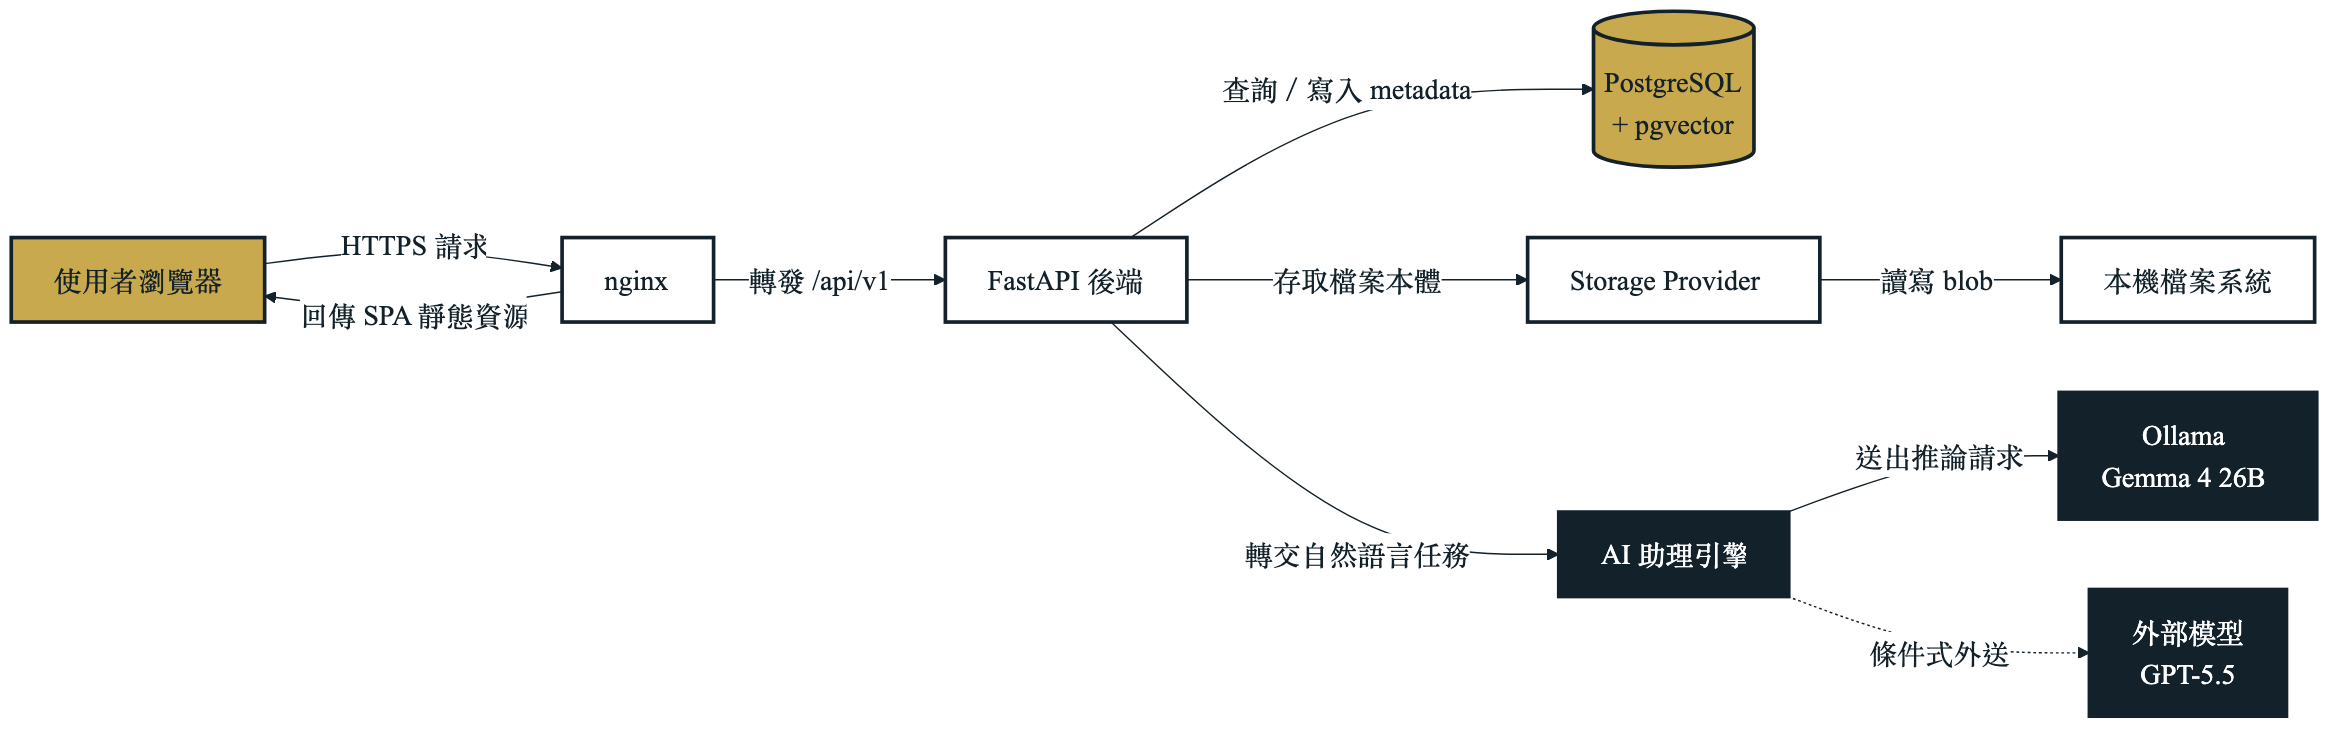 使用者瀏覽器
HTTPS 請求
回傳 SPA 靜態資源
nginx
轉發 /api/v1
FastAPI 後端
查詢 / 寫入 metadata
PostgreSQL
+ pgvector
存取檔案本體
Storage Provider
讀寫 blob
本機檔案系統
轉交自然語言任務
AI 助理引擎
送出推論請求
Ollama
Gemma 4 26B
條件式外送
外部模型
GPT-5.5